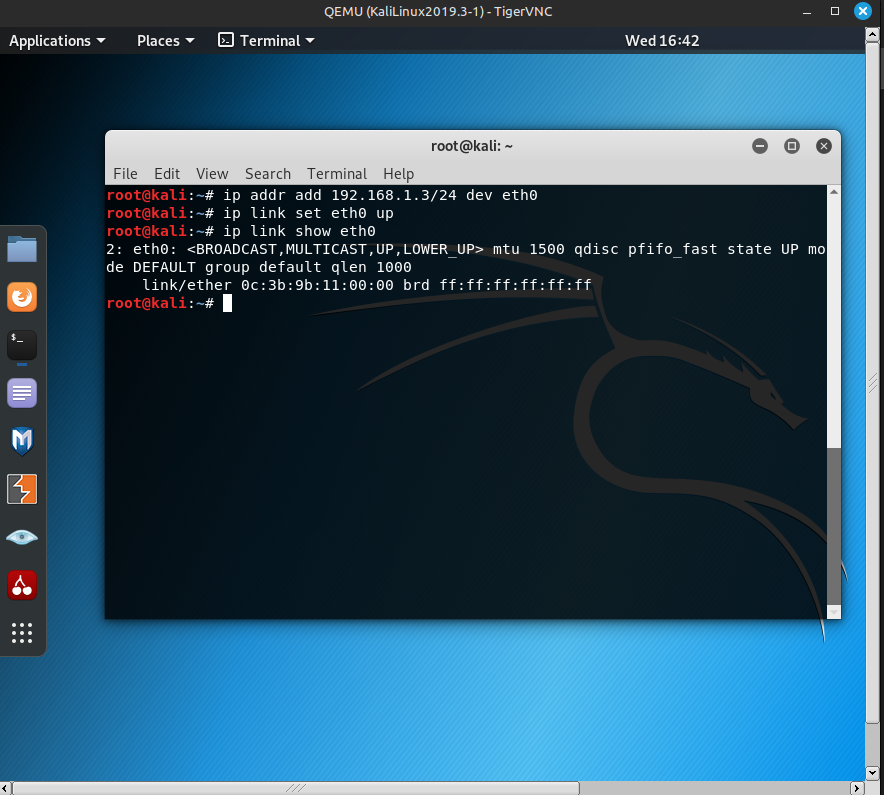 QEMU (KaliLinux2019.3-1) - TigerVNC
Applications Places Terminal Wed 16:42
root@kali: ~
File Edit View Search Terminal Help
root@kali:~# ip addr add 192.168.1.3/24 dev eth0
root@kali:~# ip link set eth0 up
root@kali:~# ip link show eth0
2: eth0: <BROADCAST,MULTICAST,UP,LOWER_UP> mtu 1500 qdisc pfifo_fast state UP mo
de DEFAULT group default qlen 1000
    link/ether 0c:3b:9b:11:00:00 brd ff:ff:ff:ff:ff:ff
root@kali:~#